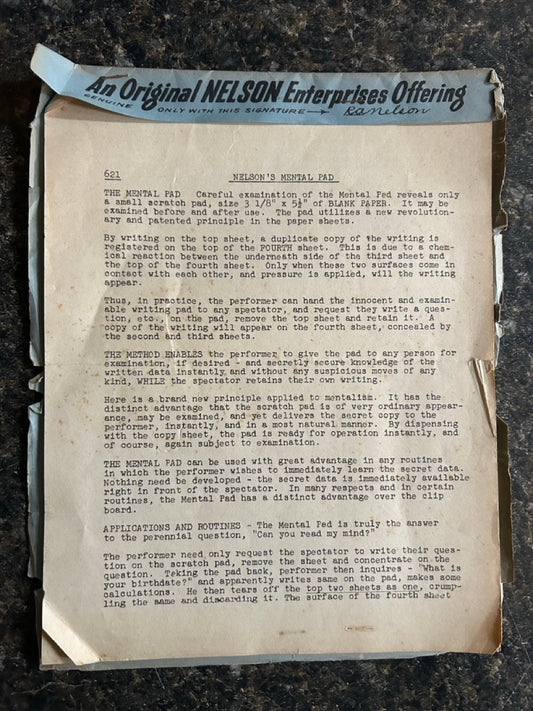 An Original NELSON Enterprises Offering
GENUINE ONLY WITH THIS SIGNATURE → R.A. Nelson
621 NELSON'S MENTAL PAD
THE MENTAL PAD Careful examination of the Mental Ped reveals only
a small scratch pad, size 3 1/8" x 5½" of BLANK PAPER. It may be
examined before and after use. The pad utilizes a new revolution-
ary and patented principle in the paper sheets.
By writing on the top sheet, a duplicate copy of the writing is
registered on the top of the FOURTH sheet. This is due to a chem-
ical reaction between the underneath side of the third sheet and
the top of the fourth sheet. Only when these two surfaces come in
contact with each other, and pressure is applied, will the writing
appear.
Thus, in practice, the performer can hand the innocent and examin-
able writing pad to any spectator, and request they write a ques-
tion, etc., on the pad, remove the top sheet and retain it. A
copy of the writing will appear on the fourth sheet, concealed by
the second and third sheets.
THE METHOD ENABLES the performer to give the pad to any person for
examination, if desired - and secretly secure knowledge of the
written data instantly and without any suspicious moves of any
kind, WHILE the spectator retains their own writing.
Here is a brand new principle applied to mentalism. It has the
distinct advantage that the scratch pad is of very ordinary appear-
ance, may be examined, and yet delivers the secret copy to the
performer, instantly, and in a most natural manner. By dispensing
with the copy sheet, the pad is ready for operation instantly, and
of course, again subject to examination.
THE MENTAL PAD can be used with great advantage in any routines
in which the performer wishes to immediately learn the secret data.
Nothing need be developed - the secret data is immediately available
right in front of the spectator. In many respects and in certain
routines, the Mental Pad has a distinct advantage over the clip
board.
APPLICATIONS AND ROUTINES - The Mental Pad is truly the answer
to the perennial question, "Can you read my mind?"
The performer need only request the spectator to write their ques-
tion on the scratch pad, remove the sheet and concentrate on the
question. Teking the pad back, performer then inquires - "What is
your birthdate?" and apparently writes same on the pad, makes some
calculations. He then tears off the top two sheets as one, crump-
ling the same and discarding it. The surface of the fourth sheet